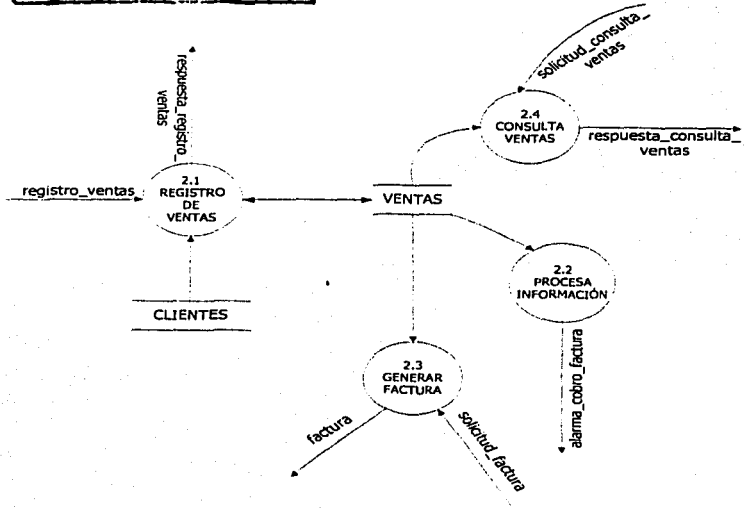 solicitud_consulta_
ventas
respuesta_registro_
ventas
2.4
CONSULTA
VENTAS
respuesta_consulta_
ventas
registro_ventas
2.1
REGISTRO
DE
VENTAS
VENTAS
2.2
PROCESA
INFORMACIÓN
CLIENTES
2.3
GENERAR
FACTURA
alarma_cobro_factura
factura
solicitud_factura